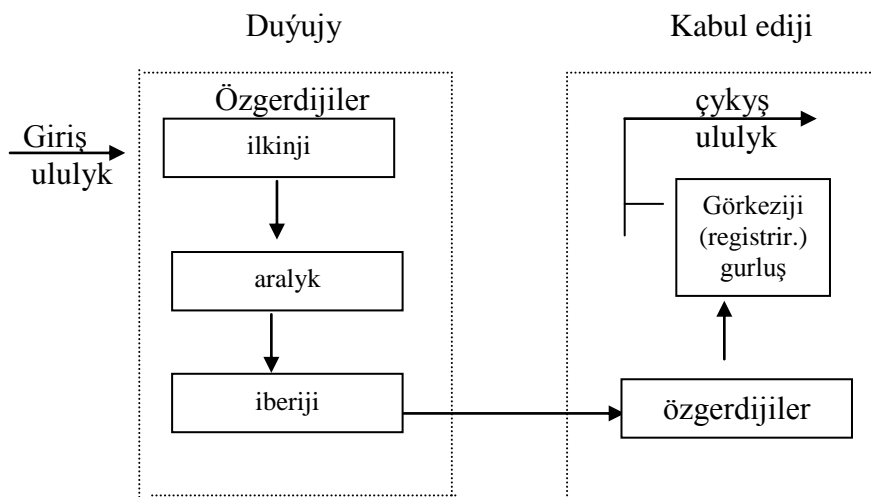 Duýujy
Kabul ediji
Özgerdijiler
Giriş
ululyk
ilkinji
aralyk
iberiji
çykyş
ululyk
Görkeziji
(registrir.)
gurluş
özgerdijiler